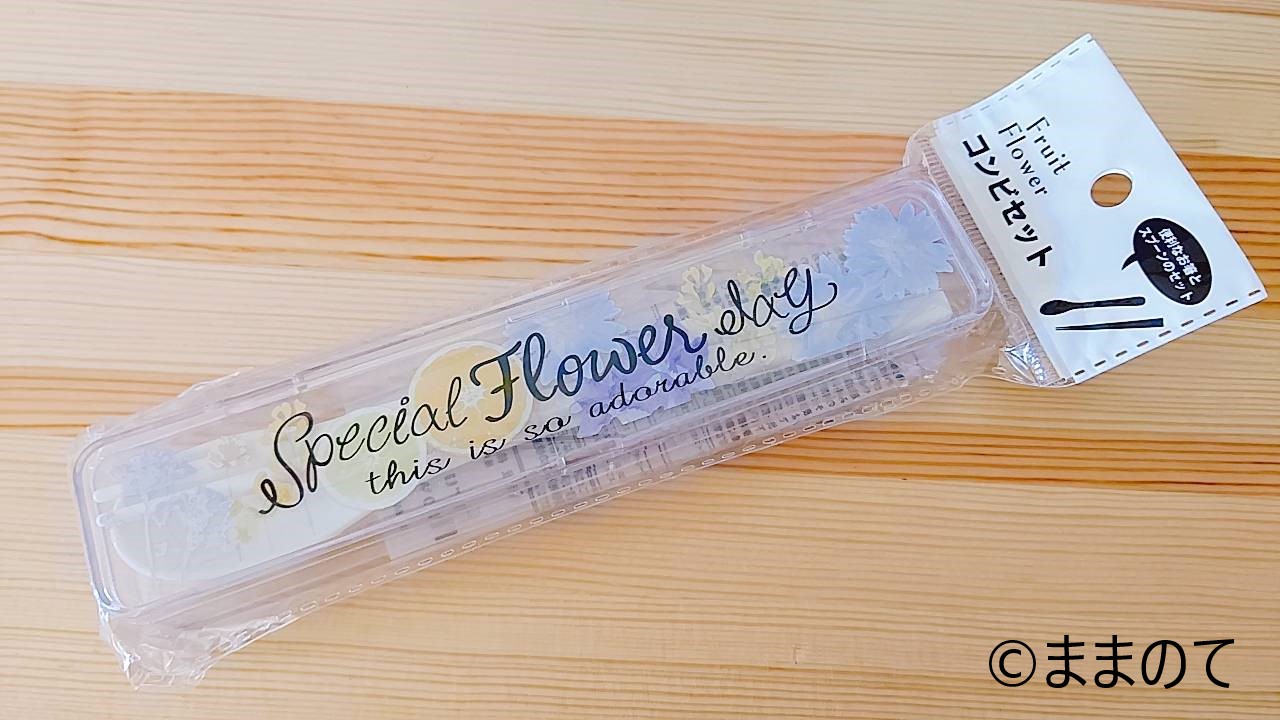 Fruit
Flower
コンビセット
便利なお箸と
スプーンのセット
Special Flower day
this is so adorable.
©ままのて